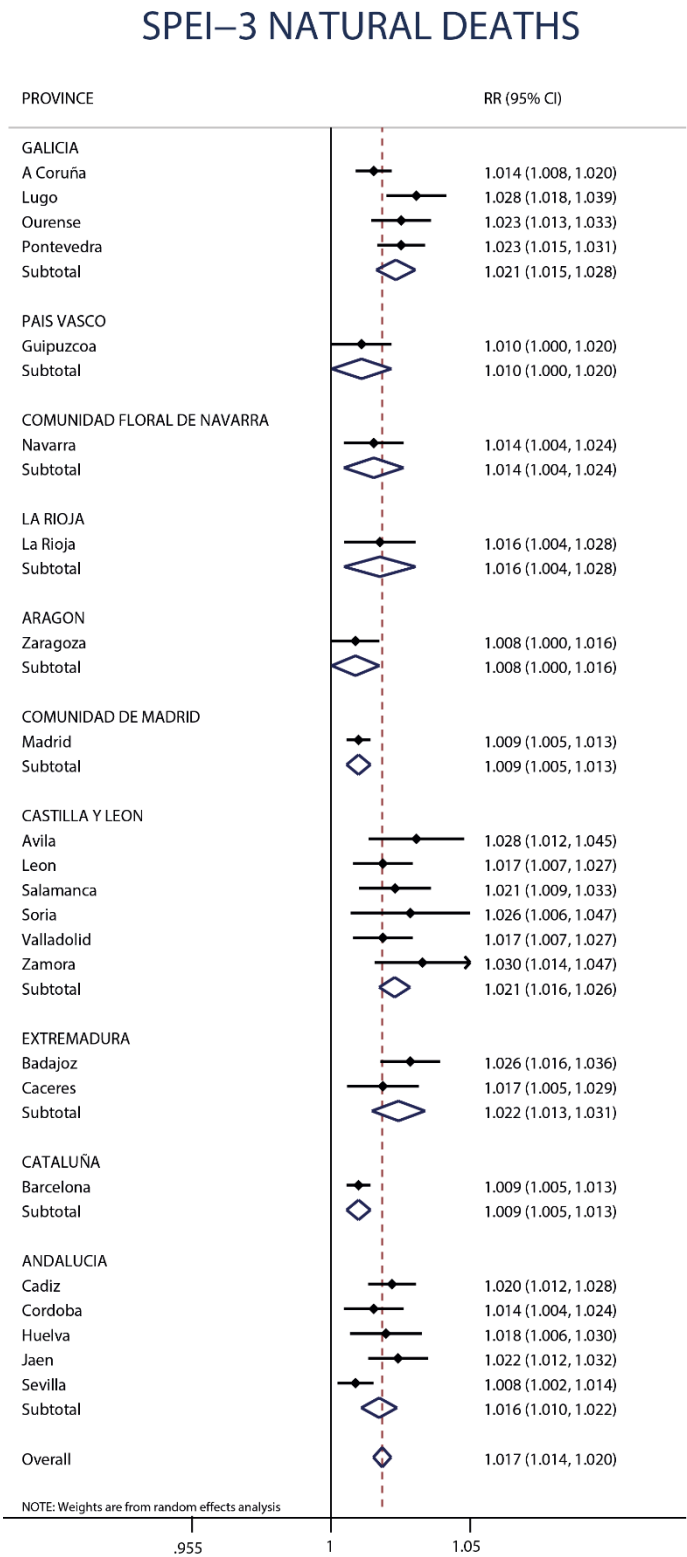 SPEI–3 NATURAL DEATHS
PROVINCE RR (95% CI)
GALICIA
A Coruña 1.014 (1.008, 1.020)
Lugo 1.028 (1.018, 1.039)
Ourense 1.023 (1.013, 1.033)
Pontevedra 1.023 (1.015, 1.031)
Subtotal 1.021 (1.015, 1.028)
PAIS VASCO
Guipuzcoa 1.010 (1.000, 1.020)
Subtotal 1.010 (1.000, 1.020)
COMUNIDAD FLORAL DE NAVARRA
Navarra 1.014 (1.004, 1.024)
Subtotal 1.014 (1.004, 1.024)
LA RIOJA
La Rioja 1.016 (1.004, 1.028)
Subtotal 1.016 (1.004, 1.028)
ARAGON
Zaragoza 1.008 (1.000, 1.016)
Subtotal 1.008 (1.000, 1.016)
COMUNIDAD DE MADRID
Madrid 1.009 (1.005, 1.013)
Subtotal 1.009 (1.005, 1.013)
CASTILLA Y LEON
Avila 1.028 (1.012, 1.045)
Leon 1.017 (1.007, 1.027)
Salamanca 1.021 (1.009, 1.033)
Soria 1.026 (1.006, 1.047)
Valladolid 1.017 (1.007, 1.027)
Zamora 1.030 (1.014, 1.047)
Subtotal 1.021 (1.016, 1.026)
EXTREMADURA
Badajoz 1.026 (1.016, 1.036)
Caceres 1.017 (1.005, 1.029)
Subtotal 1.022 (1.013, 1.031)
CATALUÑA
Barcelona 1.009 (1.005, 1.013)
Subtotal 1.009 (1.005, 1.013)
ANDALUCIA
Cadiz 1.020 (1.012, 1.028)
Cordoba 1.014 (1.004, 1.024)
Huelva 1.018 (1.006, 1.030)
Jaen 1.022 (1.012, 1.032)
Sevilla 1.008 (1.002, 1.014)
Subtotal 1.016 (1.010, 1.022)
Overall 1.017 (1.014, 1.020)
NOTE: Weights are from random effects analysis
.955 1 1.05